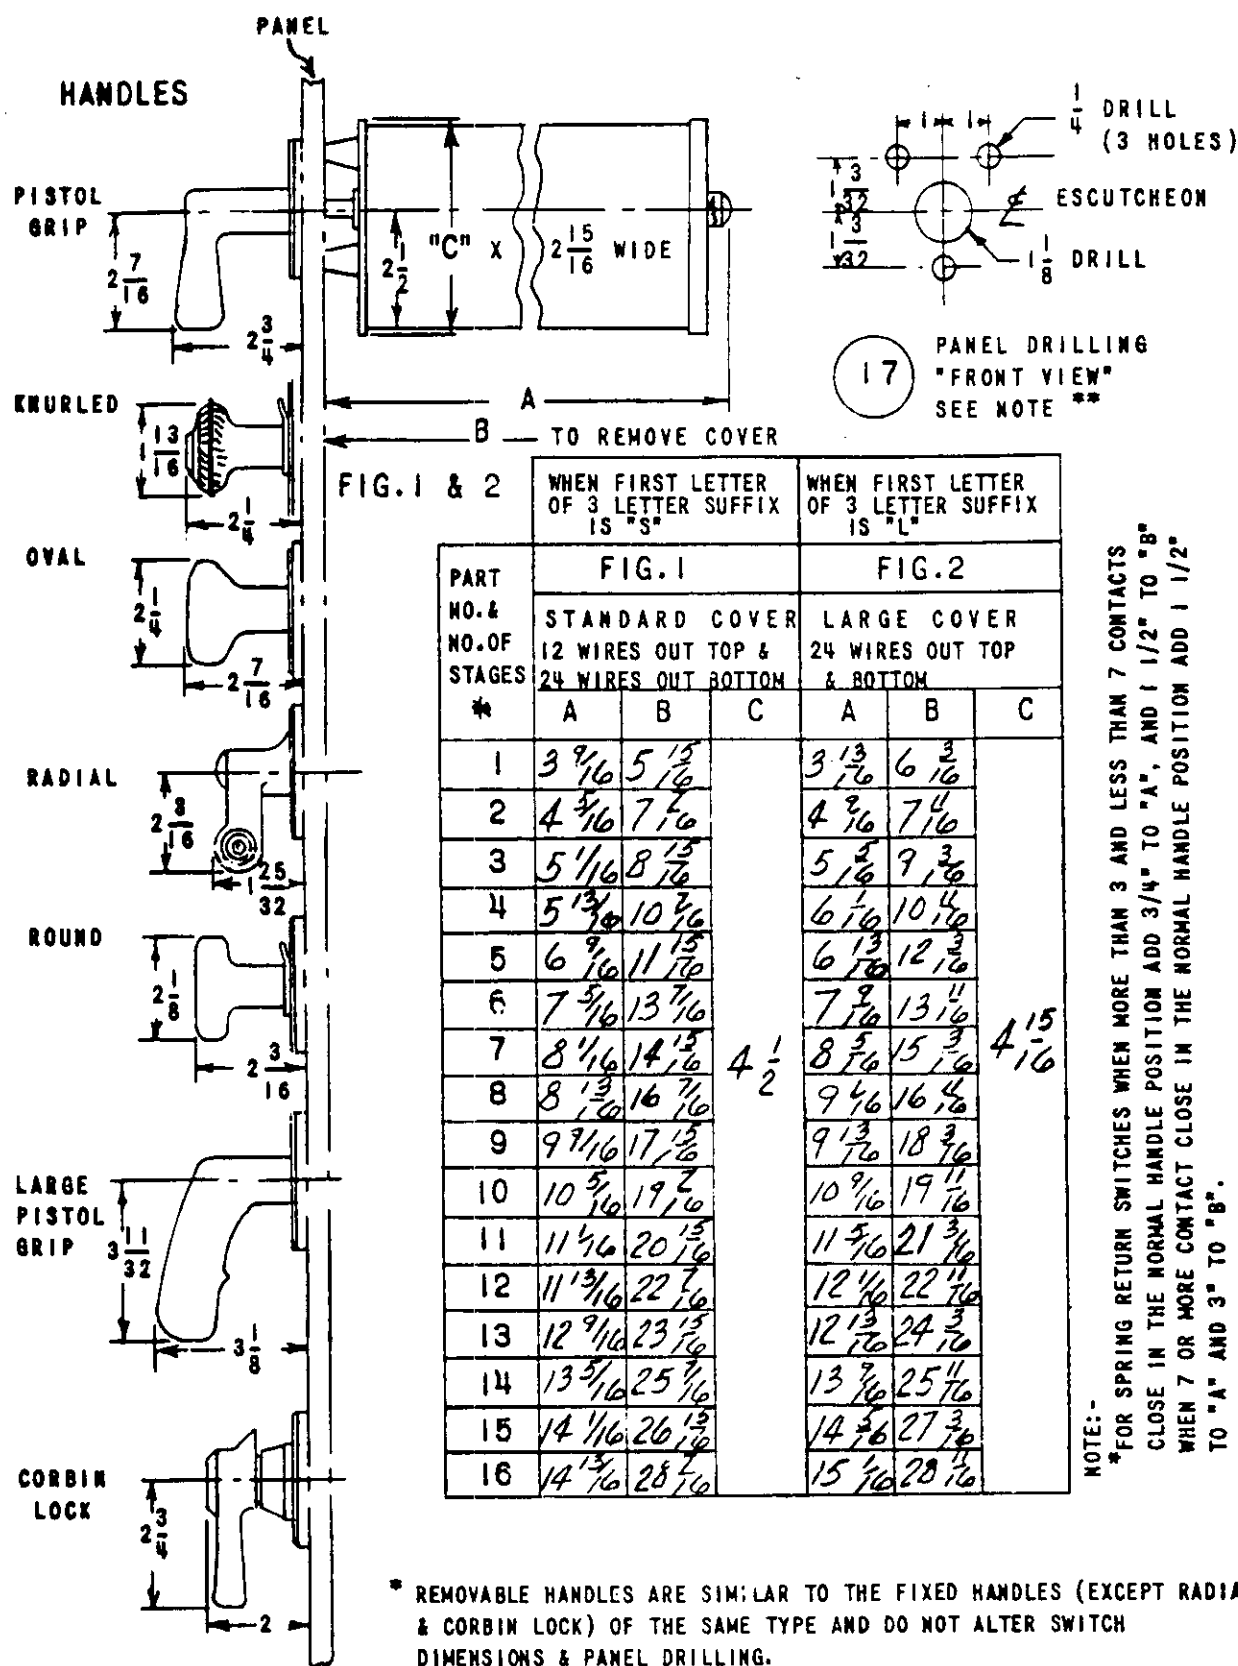 PANEL
HANDLES
PISTOL
GRIP
2 7/16
2 3/4
"C" X 2 15/16 WIDE
2 1/2
A
B — TO REMOVE COVER
1 1
1/4 DRILL
(3 HOLES)
1 3/32
1 3/32
℄ ESCUTCHEON
1 1/8 DRILL
17
PANEL DRILLING
"FRONT VIEW"
SEE NOTE **
KNURLED
1 13/16
2 1/4
OVAL
2 1/4
2 7/16
RADIAL
2 3/16
1 25/32
ROUND
2 1/8
2 3/16
LARGE
PISTOL
GRIP
3 11/32
3 1/8
CORBIN
LOCK
2 3/4
2
FIG. 1 & 2
WHEN FIRST LETTER
OF 3 LETTER SUFFIX
IS "S"
WHEN FIRST LETTER
OF 3 LETTER SUFFIX
IS "L"
PART
NO. &
NO. OF
STAGES
FIG. 1
FIG. 2
STANDARD COVER
12 WIRES OUT TOP &
24 WIRES OUT BOTTOM
LARGE COVER
24 WIRES OUT TOP
& BOTTOM
A B C A B C
1 3 9/16 5 15/16 3 13/16 6 3/16
2 4 5/16 7 7/16 4 9/16 7 11/16
3 5 1/16 8 15/16 5 5/16 9 3/16
4 5 13/16 10 7/16 6 1/16 10 11/16
5 6 9/16 11 15/16 6 13/16 12 3/16
6 7 5/16 13 7/16 7 9/16 13 11/16
7 8 1/16 14 15/16 4 1/2 8 5/16 15 3/16 4 15/16
8 8 13/16 16 7/16 9 1/16 16 11/16
9 9 9/16 17 15/16 9 13/16 18 3/16
10 10 5/16 19 7/16 10 9/16 19 11/16
11 11 1/16 20 15/16 11 5/16 21 3/16
12 11 13/16 22 7/16 12 1/16 22 11/16
13 12 9/16 23 15/16 12 13/16 24 3/16
14 13 5/16 25 7/16 13 9/16 25 11/16
15 14 1/16 26 15/16 14 5/16 27 3/16
16 14 13/16 28 7/16 15 1/16 28 11/16
NOTE:-
*FOR SPRING RETURN SWITCHES WHEN MORE THAN 3 AND LESS THAN 7 CONTACTS
CLOSE IN THE NORMAL HANDLE POSITION ADD 3/4" TO "A", AND 1 1/2" TO "B"
WHEN 7 OR MORE CONTACT CLOSE IN THE NORMAL HANDLE POSITION ADD 1 1/2"
TO "A" AND 3" TO "B".
* REMOVABLE HANDLES ARE SIMILAR TO THE FIXED HANDLES (EXCEPT RADIA
& CORBIN LOCK) OF THE SAME TYPE AND DO NOT ALTER SWITCH
DIMENSIONS & PANEL DRILLING.